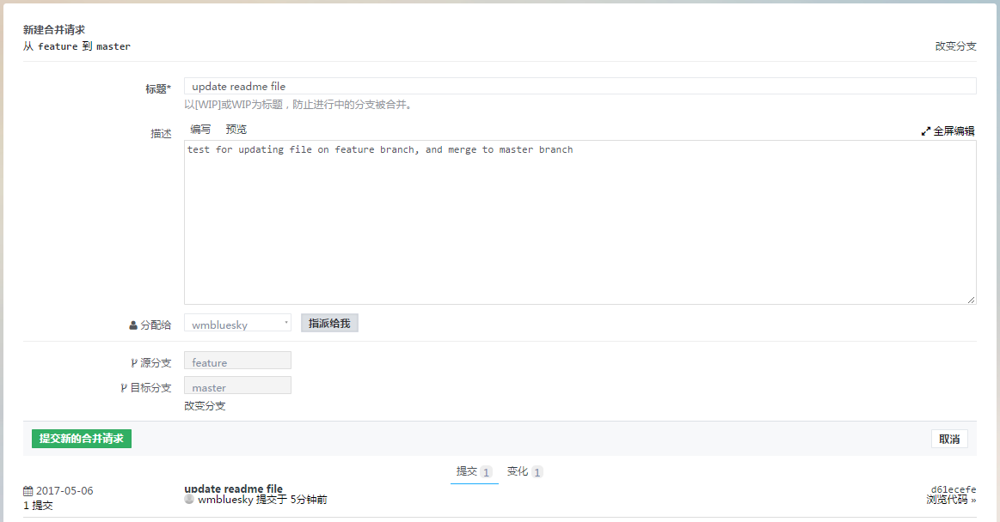 新建合并请求
从 feature 到 master 改变分支
标题* update readme file
以[WIP]或WIP为标题，防止进行中的分支被合并。
描述 编写 预览 全屏编辑
test for updating file on feature branch, and merge to master branch
分配给 wmbluesky 指派给我
源分支 feature
目标分支 master
改变分支
提交新的合并请求 取消
提交 1 变化 1
2017-05-06 update readme file d61ecefe
1 提交 wmbluesky 提交于 5分钟前 浏览代码 »